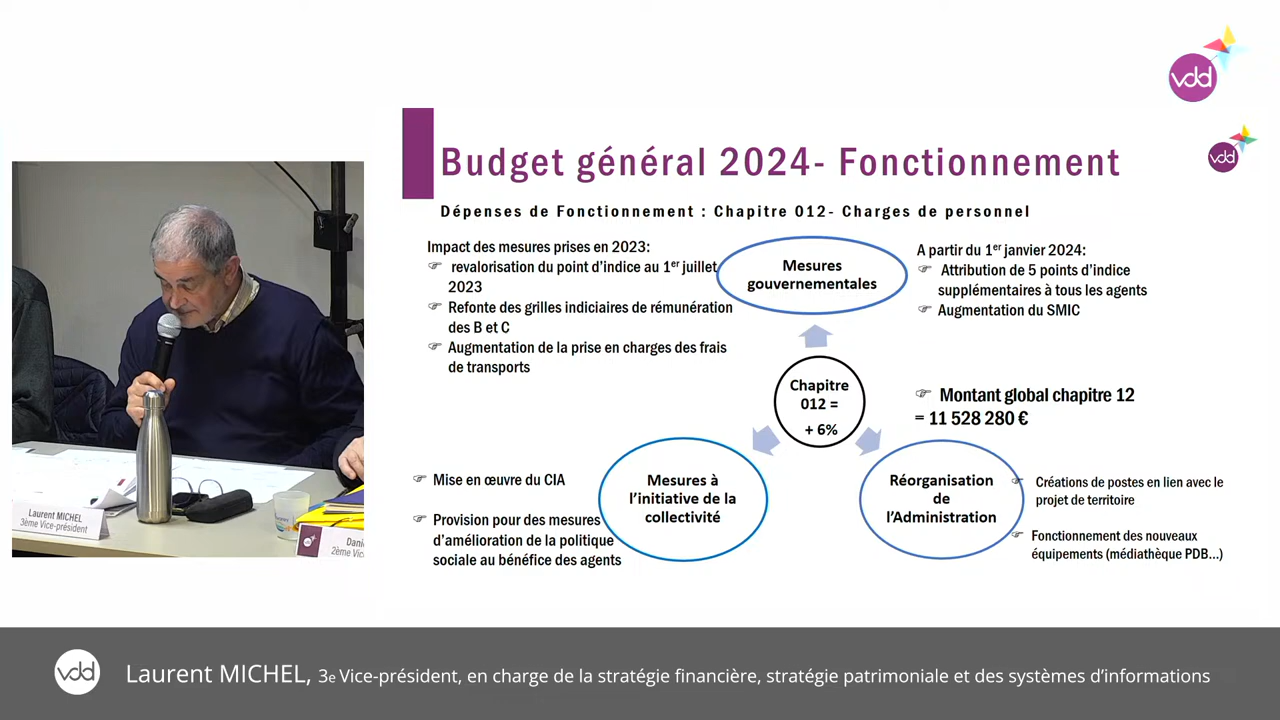 vdd
vdd
Budget général 2024- Fonctionnement
Dépenses de Fonctionnement : Chapitre 012- Charges de personnel
Impact des mesures prises en 2023:
☞ revalorisation du point d’indice au 1er juillet
2023
☞ Refonte des grilles indiciaires de rémunération
des B et C
☞ Augmentation de la prise en charges des frais
de transports
Mesures
gouvernementales
A partir du 1er janvier 2024:
☞ Attribution de 5 points d’indice
supplémentaires à tous les agents
☞ Augmentation du SMIC
Chapitre
012 =
+ 6%
☞ Montant global chapitre 12
= 11 528 280 €
☞ Mise en œuvre du CIA
☞ Provision pour des mesures
d’amélioration de la politique
sociale au bénéfice des agents
Mesures à
l’initiative de la
collectivité
Réorganisation
de
l’Administration
☞ Créations de postes en lien avec le
projet de territoire
☞ Fonctionnement des nouveaux
équipements (médiathèque PDB...)
Laurent MICHEL
3ème Vice-président
Dani
2ème Vic
vdd
Laurent MICHEL, 3e Vice-président, en charge de la stratégie financière, stratégie patrimoniale et des systèmes d’informations